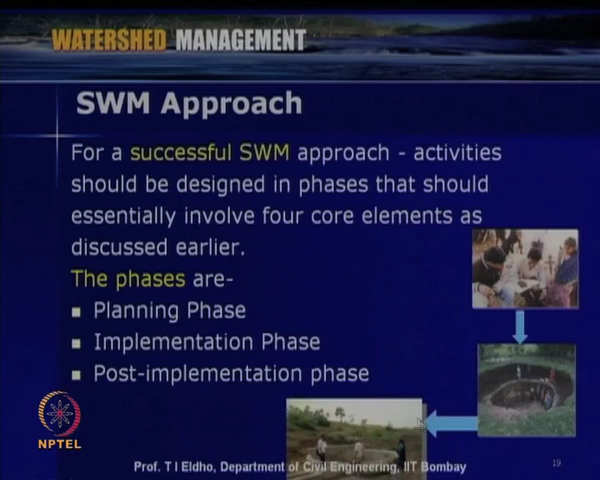 WATERSHED MANAGEMENT
SWM Approach
For a successful SWM approach - activities
should be designed in phases that should
essentially involve four core elements as
discussed earlier.
The phases are-
Planning Phase
Implementation Phase
Post-implementation phase
NPTEL
Prof. T I Eldho, Department of Civil Engineering, IIT Bombay
19